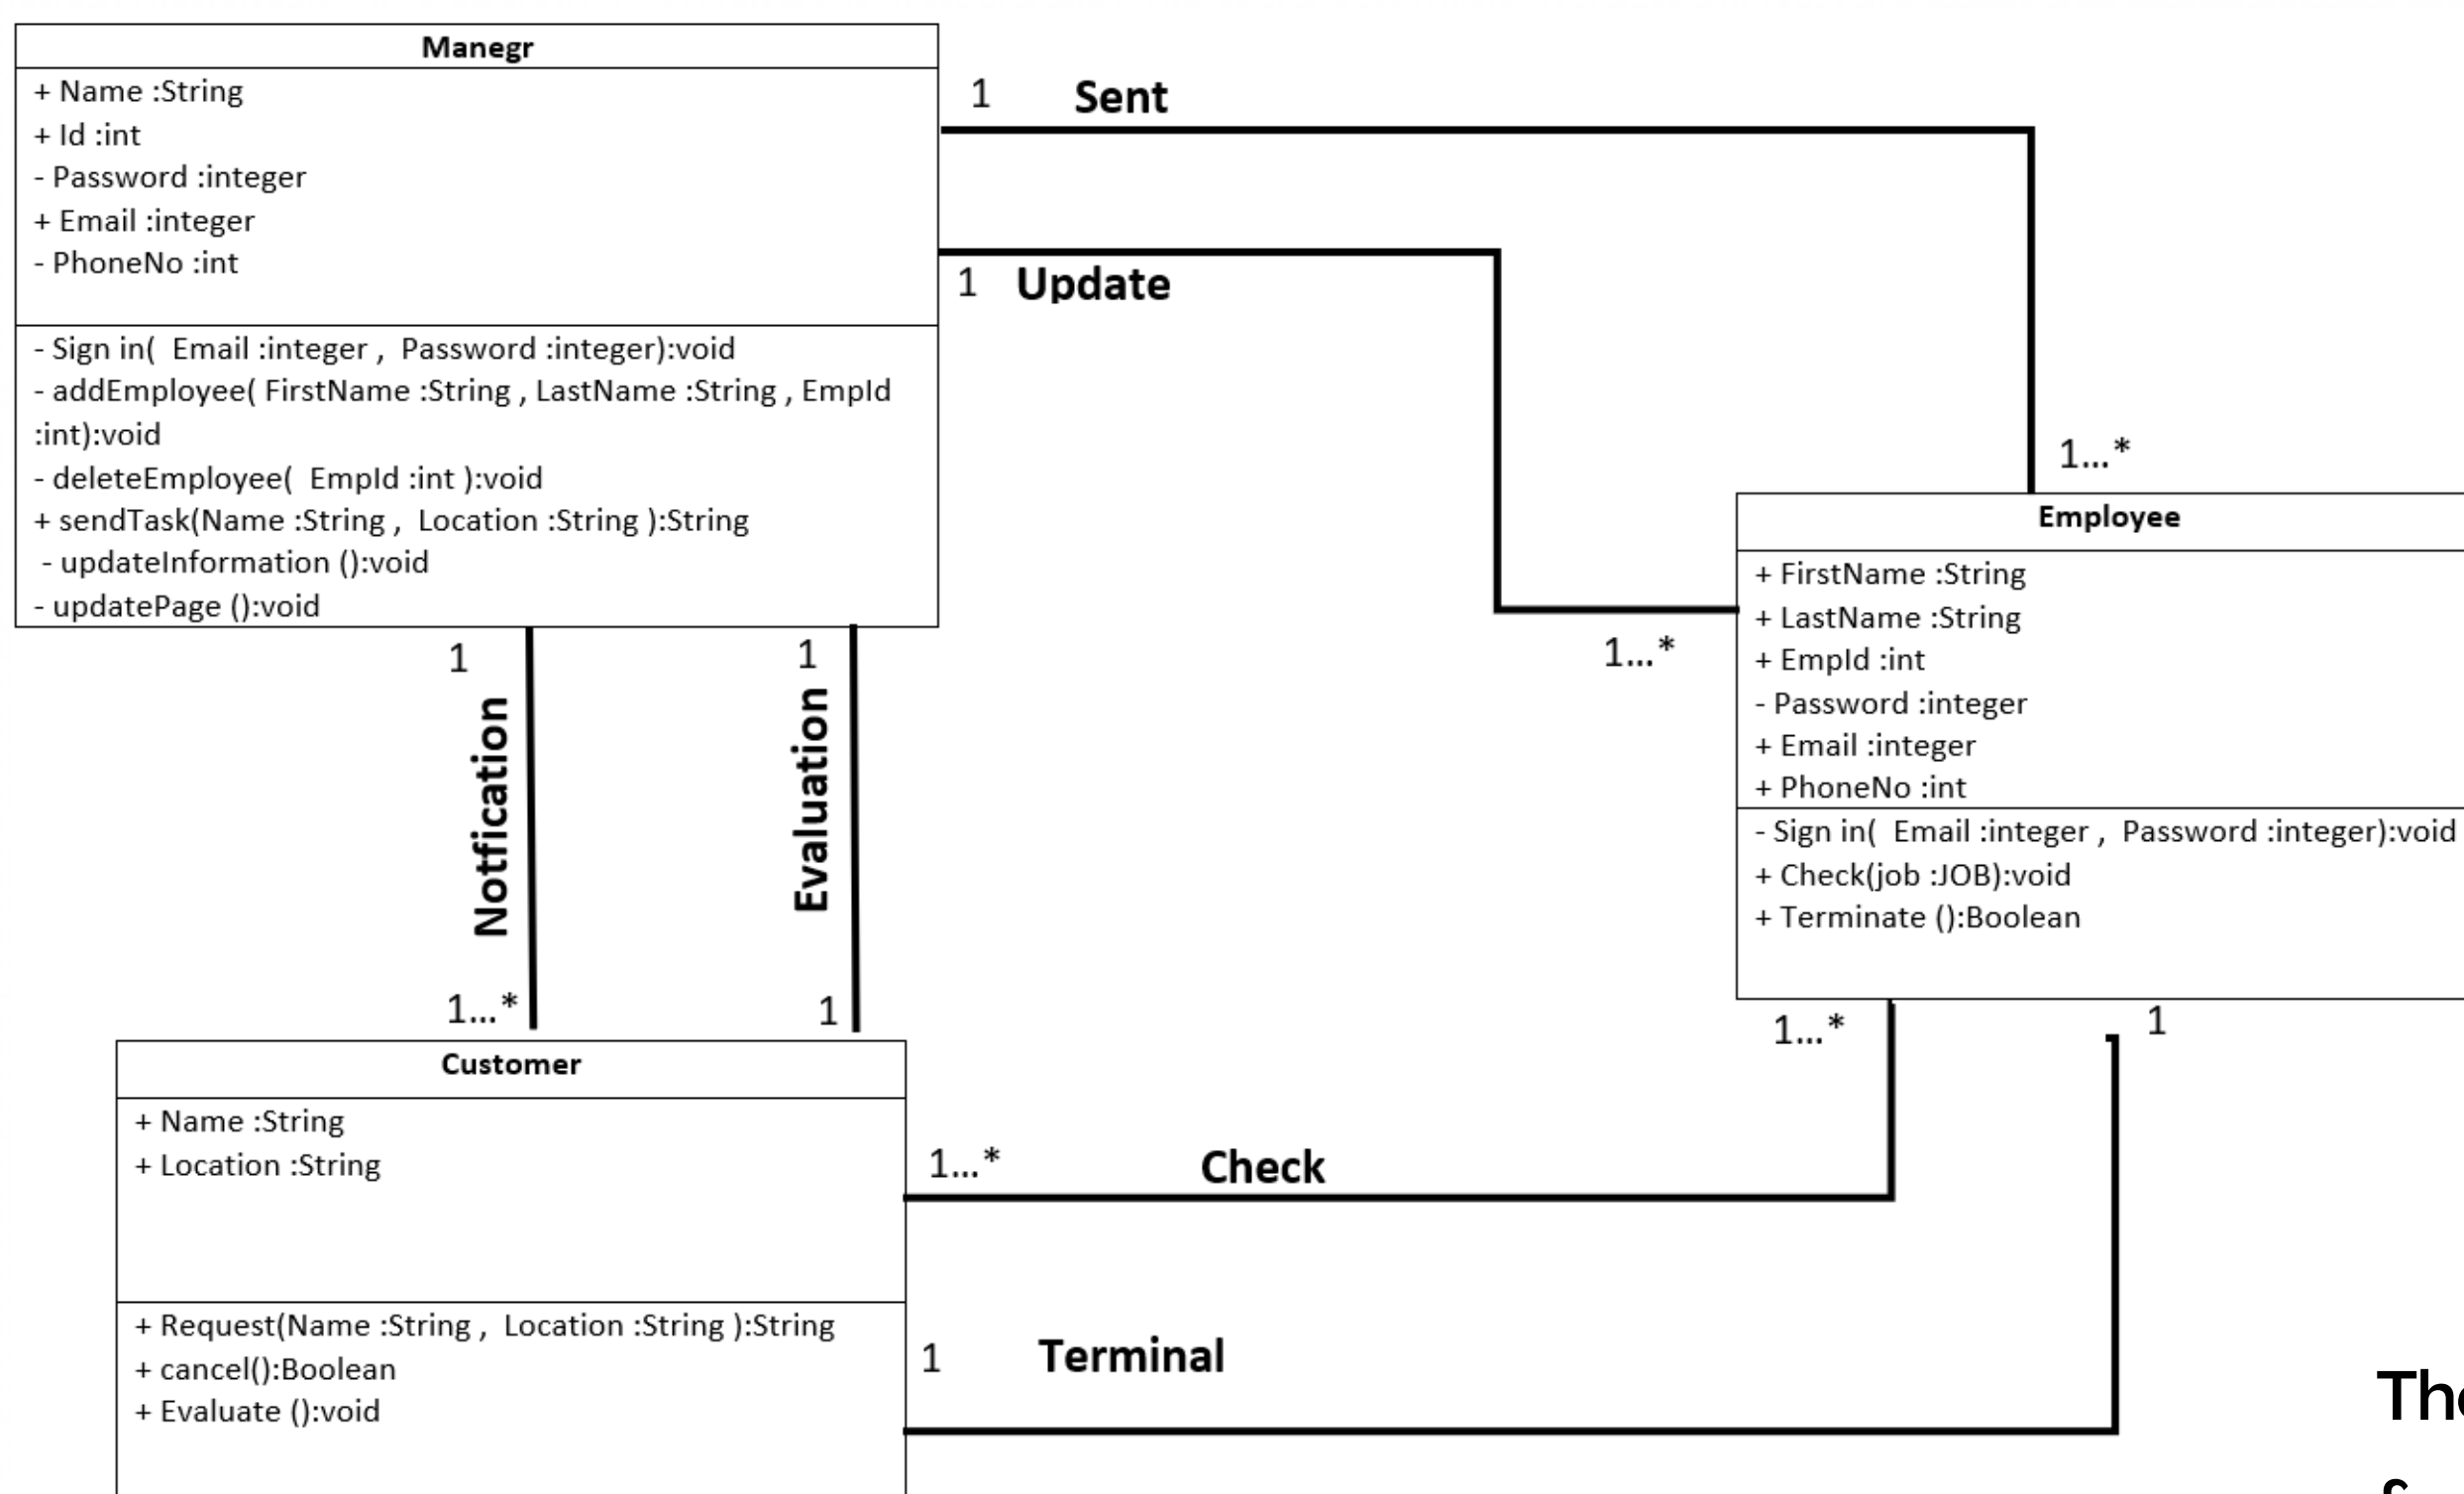 Manegr
+ Name :String
+ Id :int
- Password :integer
+ Email :integer
- PhoneNo :int
- Sign in(  Email :integer ,  Password :integer):void
- addEmployee( FirstName :String , LastName :String , EmpId
:int):void
- deleteEmployee(  EmpId :int ):void
+ sendTask(Name :String ,  Location :String ):String
- updateInformation ():void
- updatePage ():void
1 Sent
1 Update
1...*
1...*
Employee
+ FirstName :String
+ LastName :String
+ EmpId :int
- Password :integer
+ Email :integer
+ PhoneNo :int
- Sign in(  Email :integer ,  Password :integer):void
+ Check(job :JOB):void
+ Terminate ():Boolean
1
Notfication
1...*
1
Evaluation
1
1...*
1
Customer
+ Name :String
+ Location :String
+ Request(Name :String ,  Location :String ):String
+ cancel():Boolean
+ Evaluate ():void
1...* Check
1 Terminal